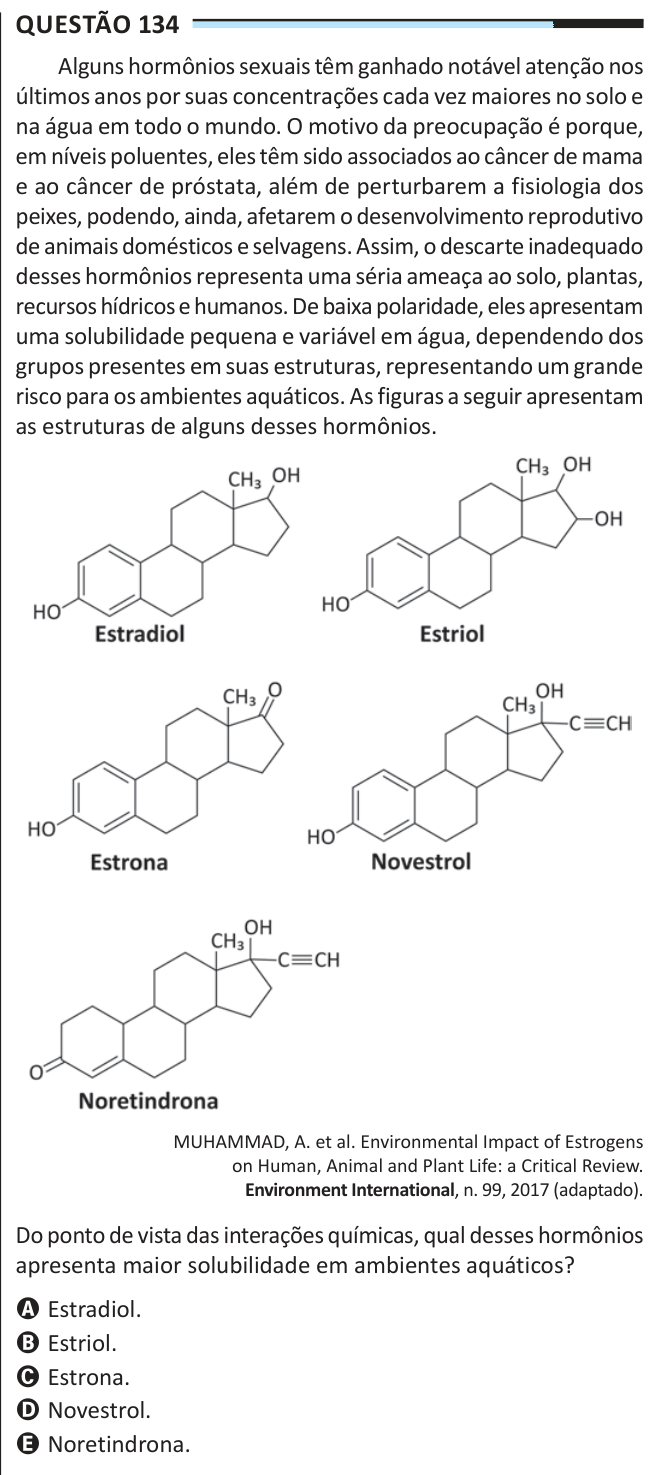 QUESTÃO 134
Alguns hormônios sexuais têm ganhado notável atenção nos
últimos anos por suas concentrações cada vez maiores no solo e
na água em todo o mundo. O motivo da preocupação é porque,
em níveis poluentes, eles têm sido associados ao câncer de mama
e ao câncer de próstata, além de perturbarem a fisiologia dos
peixes, podendo, ainda, afetarem o desenvolvimento reprodutivo
de animais domésticos e selvagens. Assim, o descarte inadequado
desses hormônios representa uma séria ameaça ao solo, plantas,
recursos hídricos e humanos. De baixa polaridade, eles apresentam
uma solubilidade pequena e variável em água, dependendo dos
grupos presentes em suas estruturas, representando um grande
risco para os ambientes aquáticos. As figuras a seguir apresentam
as estruturas de alguns desses hormônios.
CH₃ OH
HO
Estradiol
CH₃ OH
OH
HO
Estriol
CH₃ O
HO
Estrona
OH
CH₃
C≡CH
HO
Novestrol
OH
CH₃
C≡CH
O
Noretindrona
MUHAMMAD, A. et al. Environmental Impact of Estrogens
on Human, Animal and Plant Life: a Critical Review.
Environment International, n. 99, 2017 (adaptado).
Do ponto de vista das interações químicas, qual desses hormônios
apresenta maior solubilidade em ambientes aquáticos?
A Estradiol.
B Estriol.
C Estrona.
D Novestrol.
E Noretindrona.